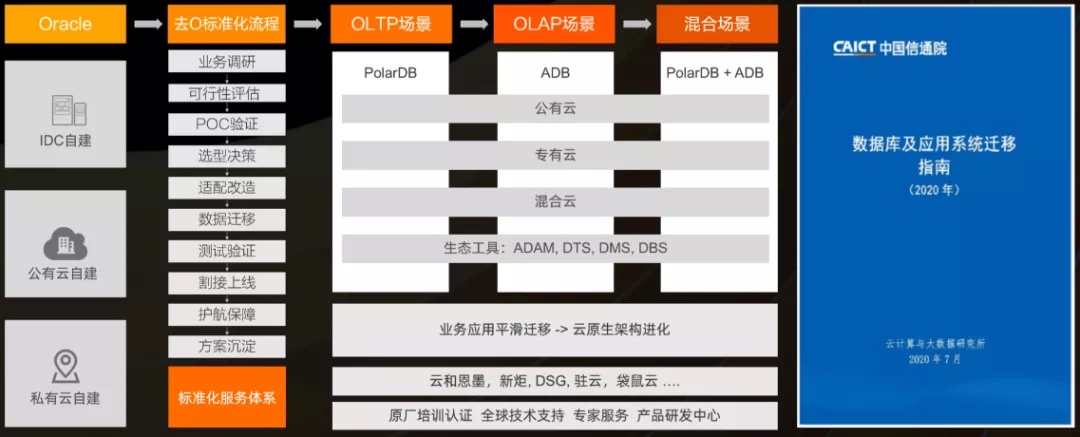 Oracle
去O标准化流程
OLTP场景
OLAP场景
混合场景
IDC自建
公有云自建
私有云自建
业务调研
可行性评估
POC验证
选型决策
适配改造
数据迁移
测试验证
割接上线
护航保障
方案沉淀
标准化服务体系
PolarDB
ADB
PolarDB + ADB
公有云
专有云
混合云
生态工具：ADAM, DTS, DMS, DBS
业务应用平滑迁移 -> 云原生架构进化
云和恩墨，新炬, DSG, 驻云，袋鼠云 ....
原厂培训认证 全球技术支持 专家服务 产品研发中心
CAICT 中国信通院
数据库及应用系统迁移
指南
（2020 年）
云计算与大数据研究所
2020 年 7 月